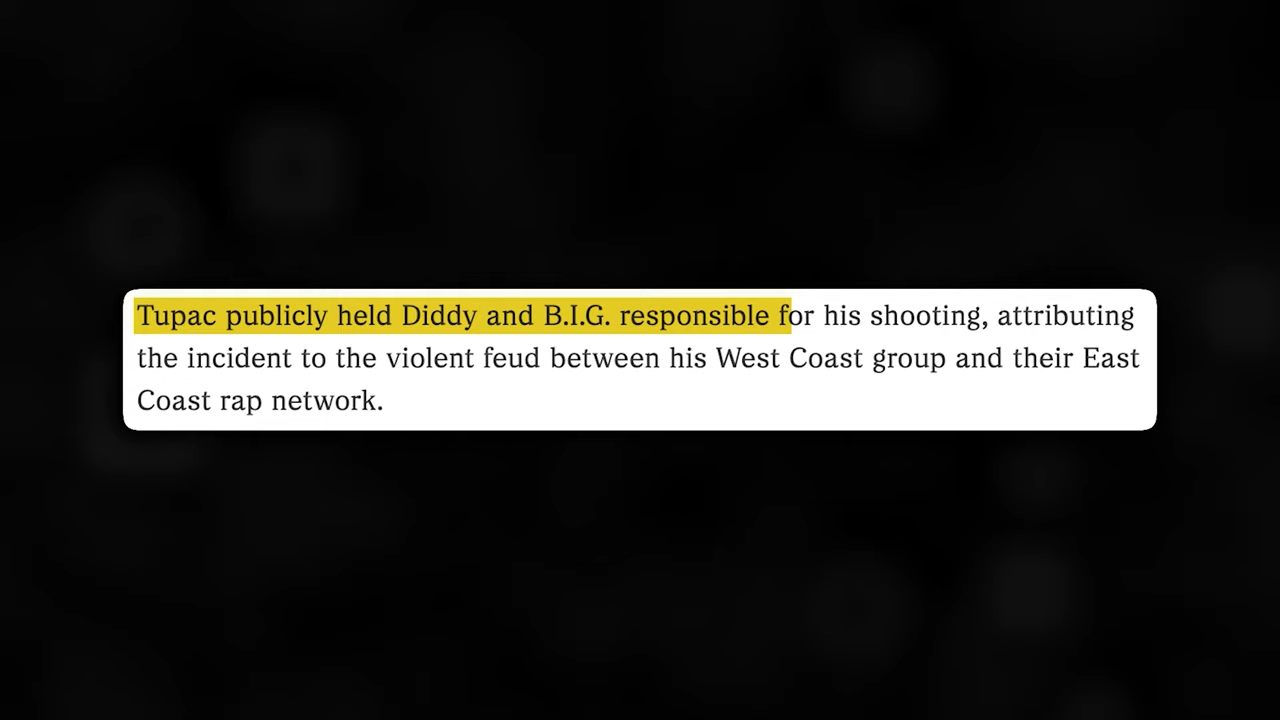 Tupac publicly held Diddy and B.I.G. responsible for his shooting, attributing
the incident to the violent feud between his West Coast group and their East
Coast rap network.